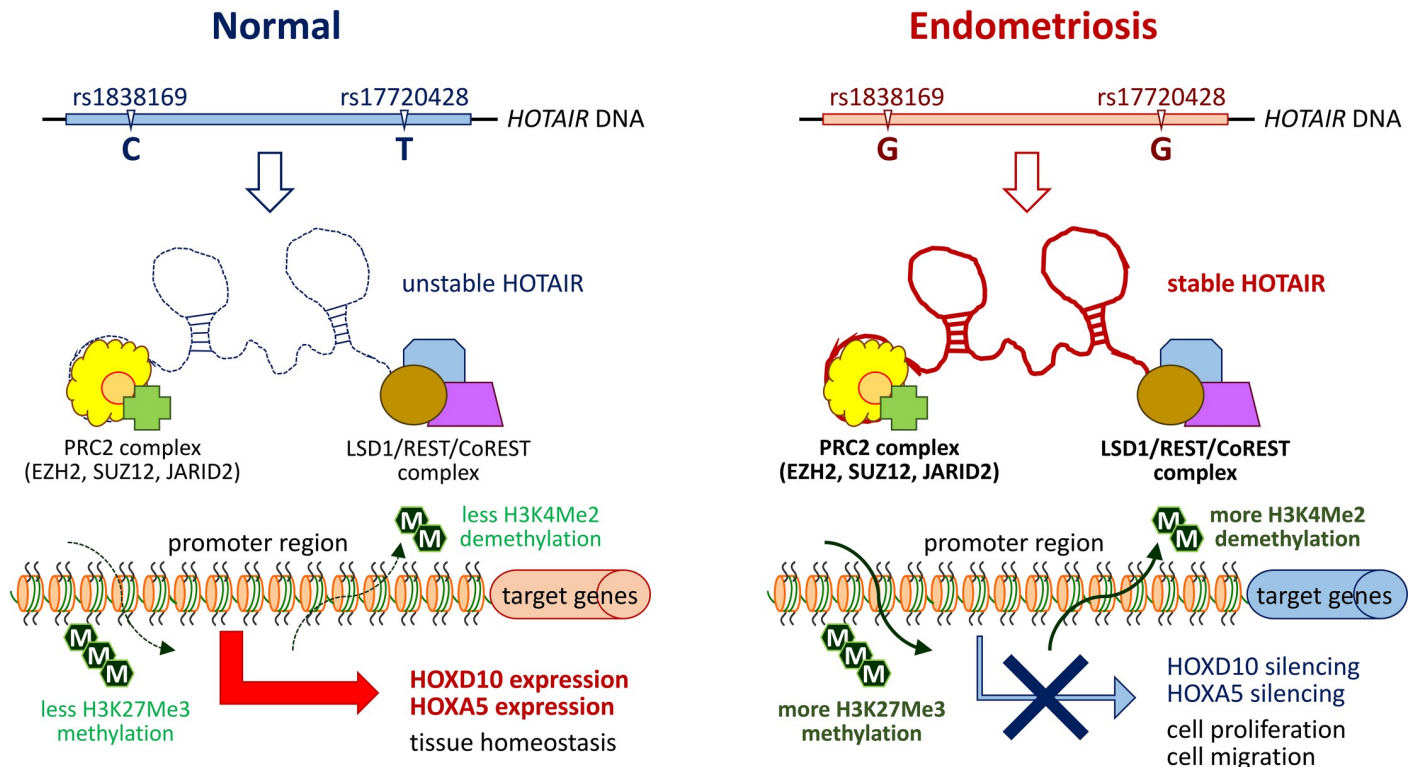 Normal
rs1838169
rs17720428
HOTAIR DNA
C
T
unstable HOTAIR
PRC2 complex
(EZH2, SUZ12, JARID2)
LSD1/REST/CoREST
complex
less H3K4Me2
demethylation
M
M
promoter region
target genes
M
M
M
less H3K27Me3
methylation
HOXD10 expression
HOXA5 expression
tissue homeostasis
Endometriosis
rs1838169
rs17720428
HOTAIR DNA
G
G
stable HOTAIR
PRC2 complex
(EZH2, SUZ12, JARID2)
LSD1/REST/CoREST
complex
more H3K4Me2
demethylation
M
M
promoter region
target genes
M
M
M
more H3K27Me3
methylation
HOXD10 silencing
HOXA5 silencing
cell proliferation
cell migration